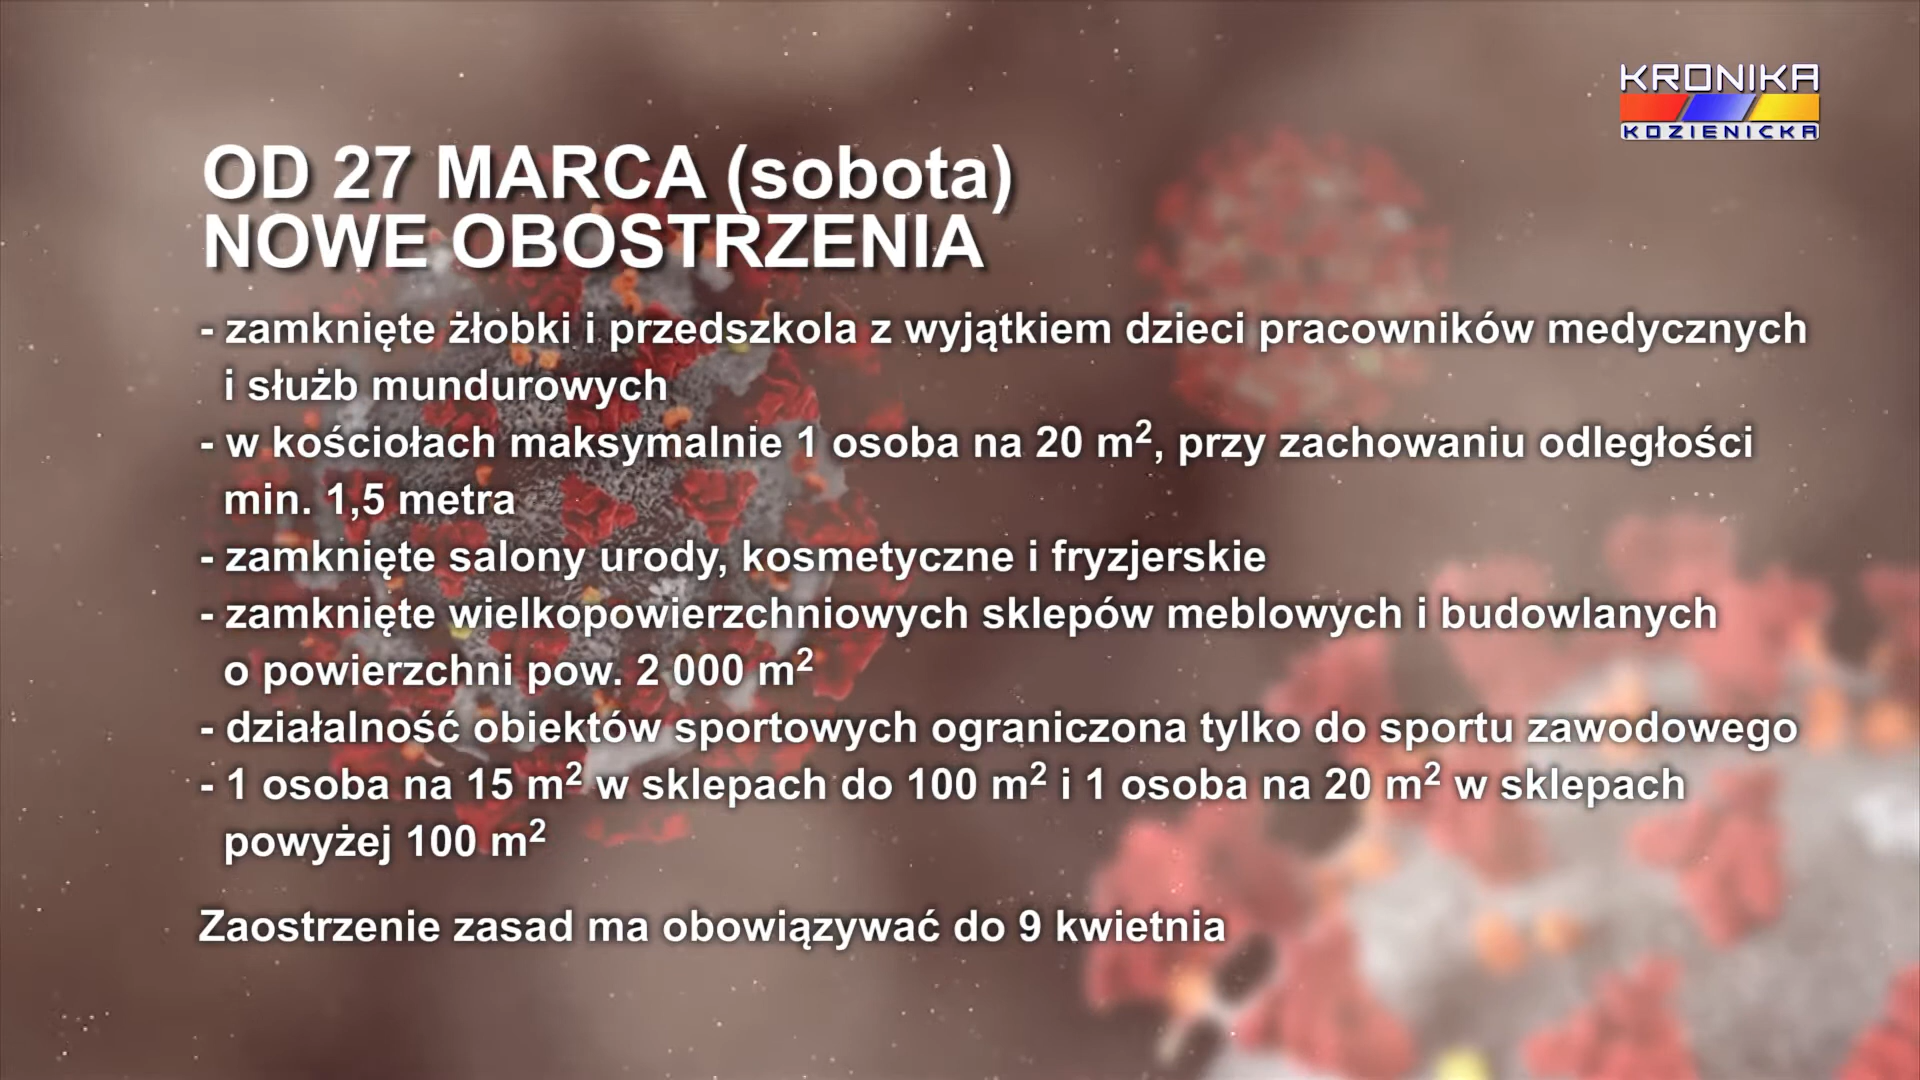 KRONIKA
KOZIENICKA
OD 27 MARCA (sobota)
NOWE OBOSTRZENIA
- zamknięte żłobki i przedszkola z wyjątkiem dzieci pracowników medycznych
i służb mundurowych
- w kościołach maksymalnie 1 osoba na 20 m², przy zachowaniu odległości
min. 1,5 metra
- zamknięte salony urody, kosmetyczne i fryzjerskie
- zamknięte wielkopowierzchniowych sklepów meblowych i budowlanych
o powierzchni pow. 2 000 m²
- działalność obiektów sportowych ograniczona tylko do sportu zawodowego
- 1 osoba na 15 m² w sklepach do 100 m² i 1 osoba na 20 m² w sklepach
powyżej 100 m²
Zaostrzenie zasad ma obowiązywać do 9 kwietnia